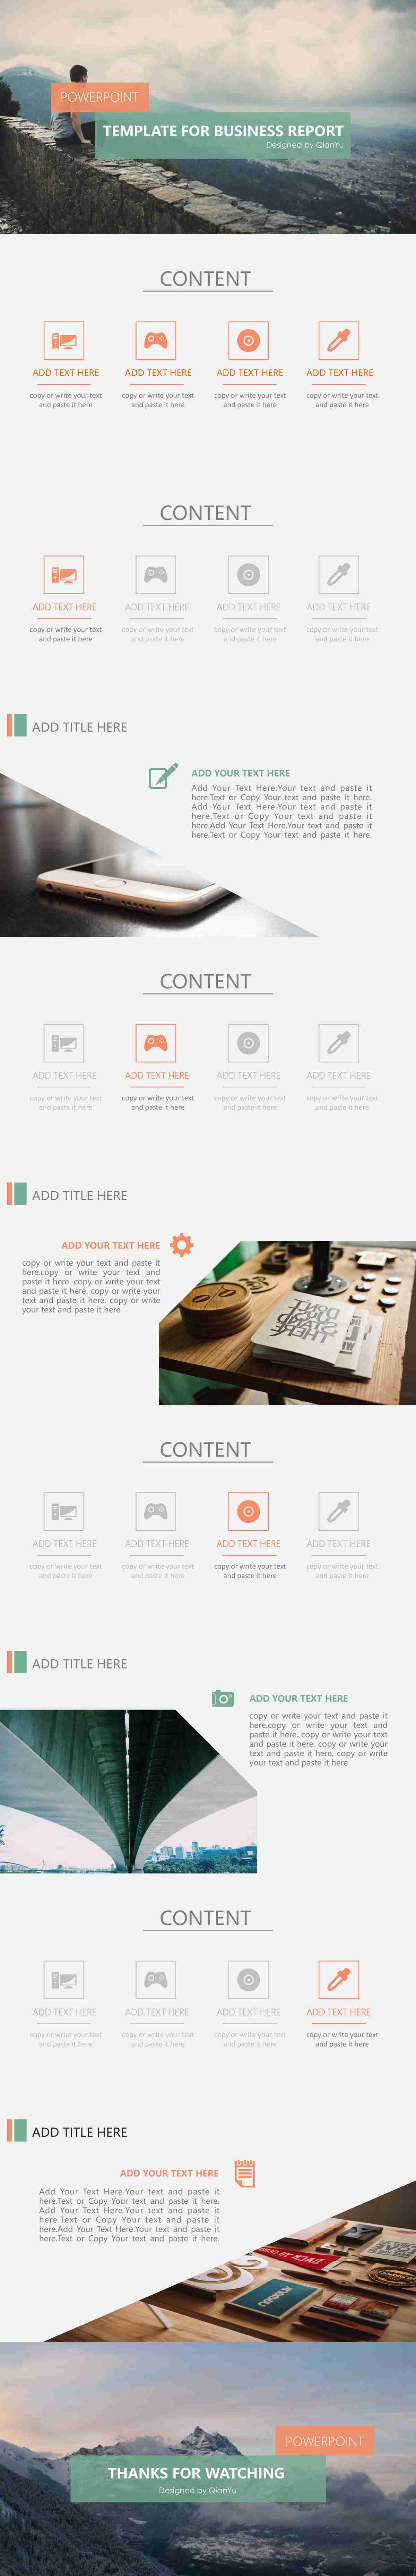 POWERPOINT
TEMPLATE FOR BUSINESS REPORT
Designed by QianYu
CONTENT
ADD TEXT HERE
copy or write your text
and paste it here
ADD TEXT HERE
copy or write your text
and paste it here
ADD TEXT HERE
copy or write your text
and paste it here
ADD TEXT HERE
copy or write your text
and paste it here
CONTENT
ADD TEXT HERE
copy or write your text
and paste it here
ADD TEXT HERE
copy or write your text
and paste it here
ADD TEXT HERE
copy or write your text
and paste it here
ADD TEXT HERE
copy or write your text
and paste it here
ADD TITLE HERE
ADD YOUR TEXT HERE
Add Your Text Here.Your text and paste it
here.Text or Copy Your text and paste it here.
Add Your Text Here.Your text and paste it
here.Text or Copy Your text and paste it
here.Add Your Text Here.Your text and paste it
here.Text or Copy Your text and paste it here.
CONTENT
ADD TEXT HERE
copy or write your text
and paste it here
ADD TEXT HERE
copy or write your text
and paste it here
ADD TEXT HERE
copy or write your text
and paste it here
ADD TEXT HERE
copy or write your text
and paste it here
ADD TITLE HERE
ADD YOUR TEXT HERE
copy or write your text and paste it
here.copy or write your text and
paste it here. copy or write your text
and paste it here. copy or write your
text and paste it here. copy or write
your text and paste it here
CONTENT
ADD TEXT HERE
copy or write your text
and paste it here
ADD TEXT HERE
copy or write your text
and paste it here
ADD TEXT HERE
copy or write your text
and paste it here
ADD TEXT HERE
copy or write your text
and paste it here
ADD TITLE HERE
ADD YOUR TEXT HERE
copy or write your text and paste it
here.copy or write your text and
paste it here. copy or write your text
and paste it here. copy or write your
text and paste it here. copy or write
your text and paste it here
CONTENT
ADD TEXT HERE
copy or write your text
and paste it here
ADD TEXT HERE
copy or write your text
and paste it here
ADD TEXT HERE
copy or write your text
and paste it here
ADD TEXT HERE
copy or write your text
and paste it here
ADD TITLE HERE
ADD YOUR TEXT HERE
Add Your Text Here.Your text and paste it
here.Text or Copy Your text and paste it here.
Add Your Text Here.Your text and paste it
here.Text or Copy Your text and paste it
here.Add Your Text Here.Your text and paste it
here.Text or Copy Your text and paste it here.
POWERPOINT
THANKS FOR WATCHING
Designed by QianYu